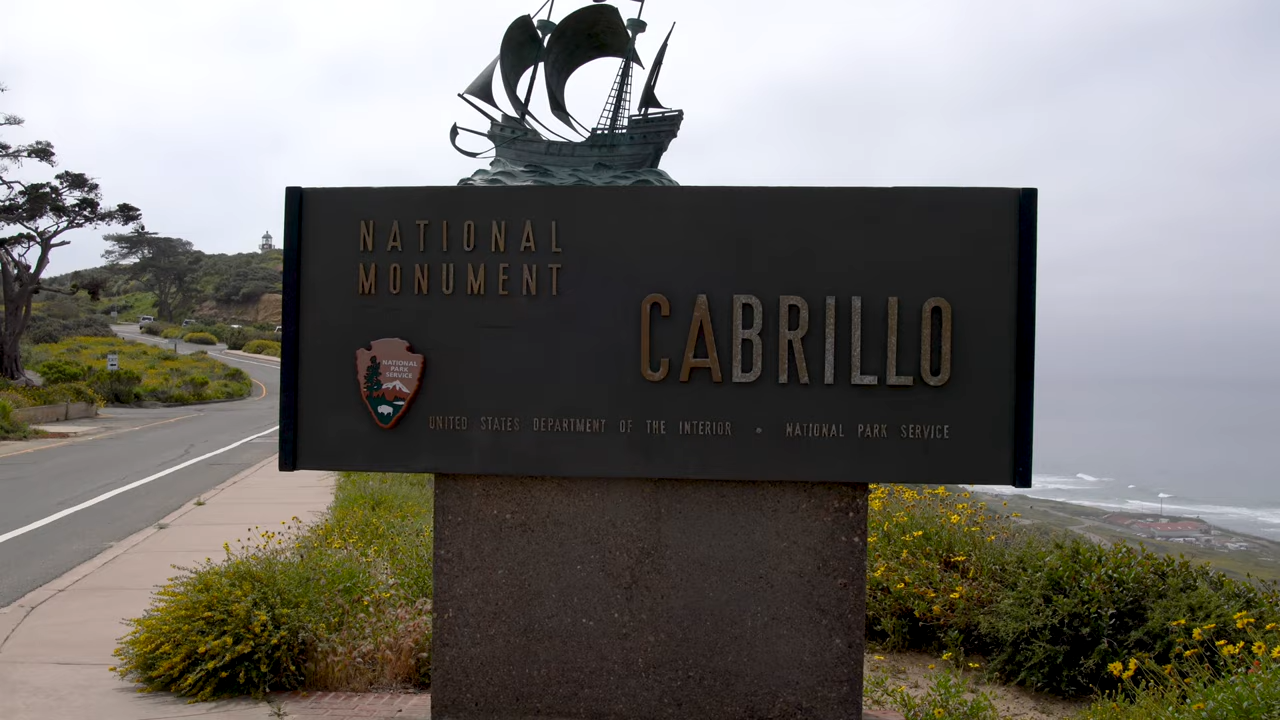 NATIONAL
MONUMENT
CABRILLO
NATIONAL
PARK
SERVICE
UNITED STATES DEPARTMENT OF THE INTERIOR • NATIONAL PARK SERVICE